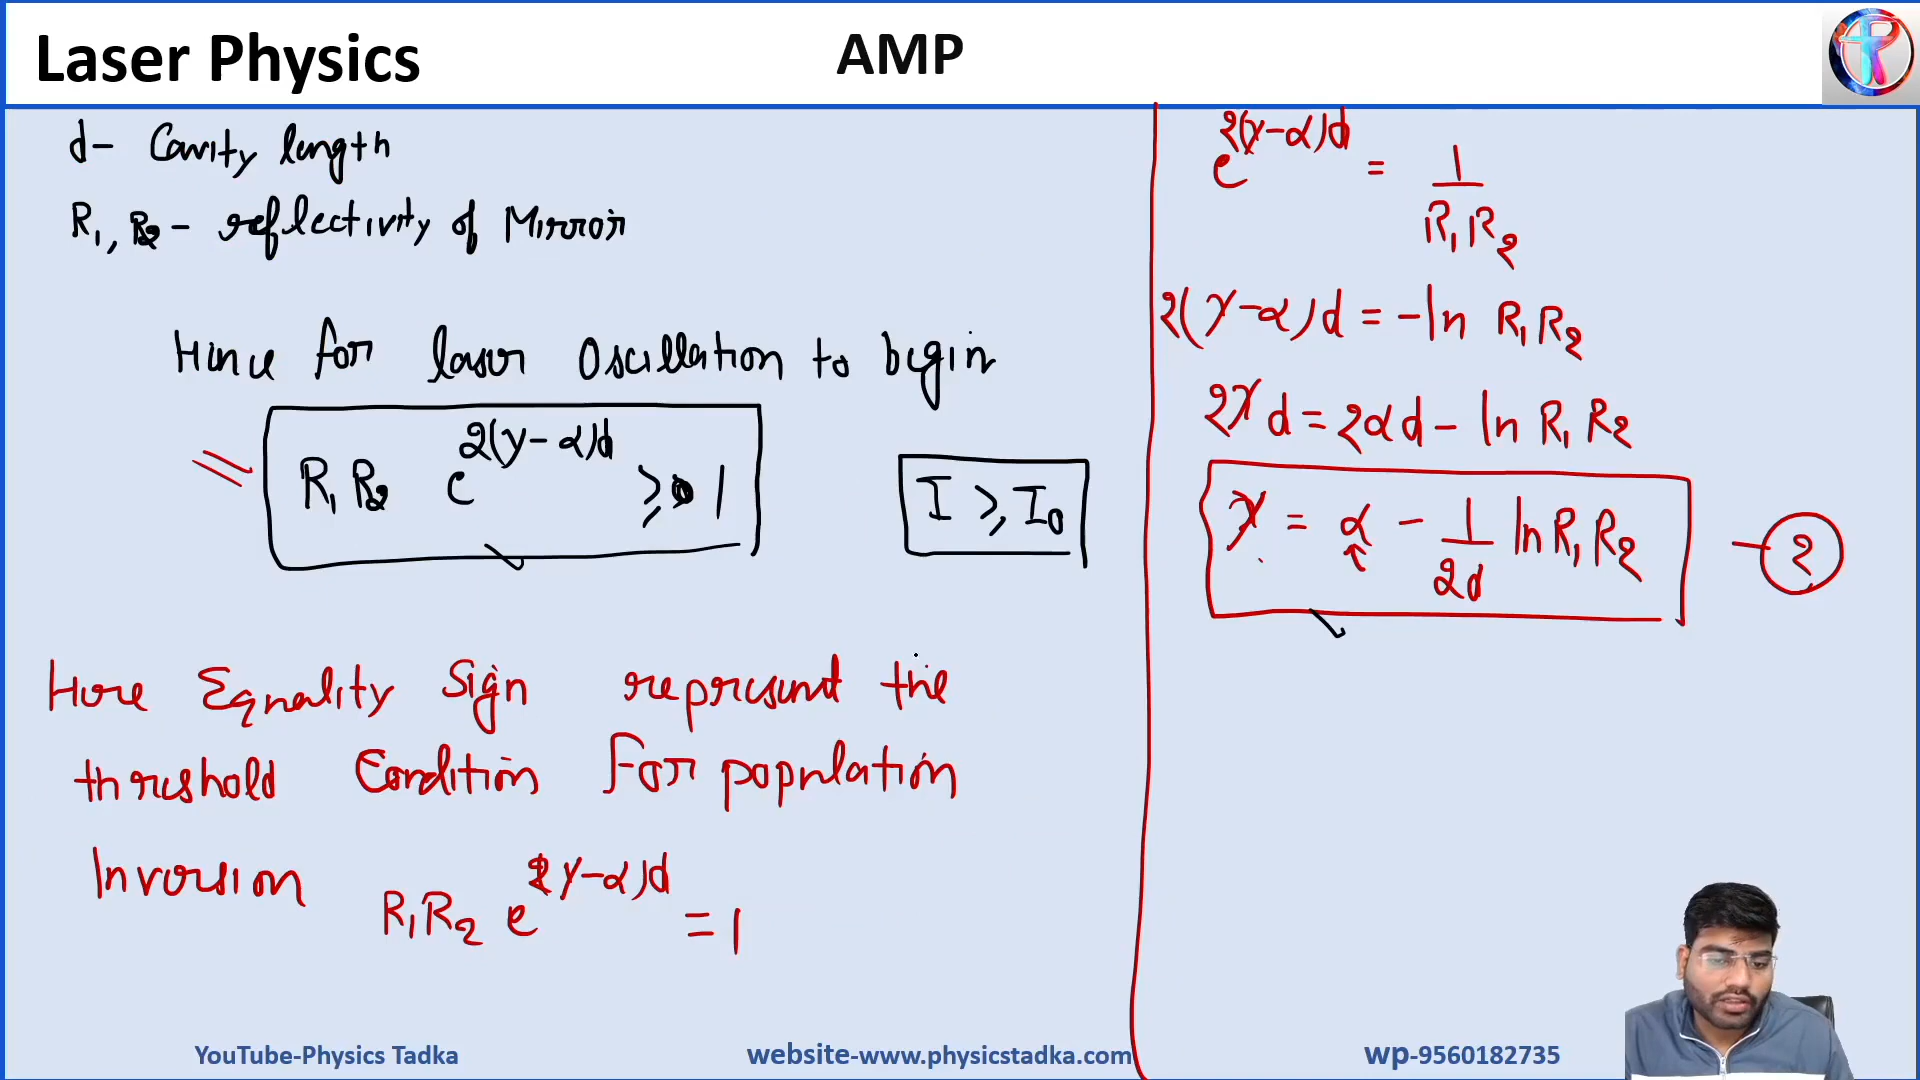 Laser Physics
AMP
d- Cavity length
R₁, R₂ - reflectivity of Mirror
Hence for laser Oscillation to begin
R₁ R₂ e^{2(γ-α)d} ⩾ 1
I ⩾ I₀
Here Equality Sign represent the
threshold Condition For population
Inversion R₁R₂ e^{2γ-α)d} = 1
e^{2(γ-α)d} = 1/R₁R₂
2(γ-α)d = -ln R₁R₂
2γd = 2αd - ln R₁R₂
γ = α - 1/2d ln R₁R₂ - 2
YouTube-Physics Tadka
website-www.physicstadka.com
wp-9560182735